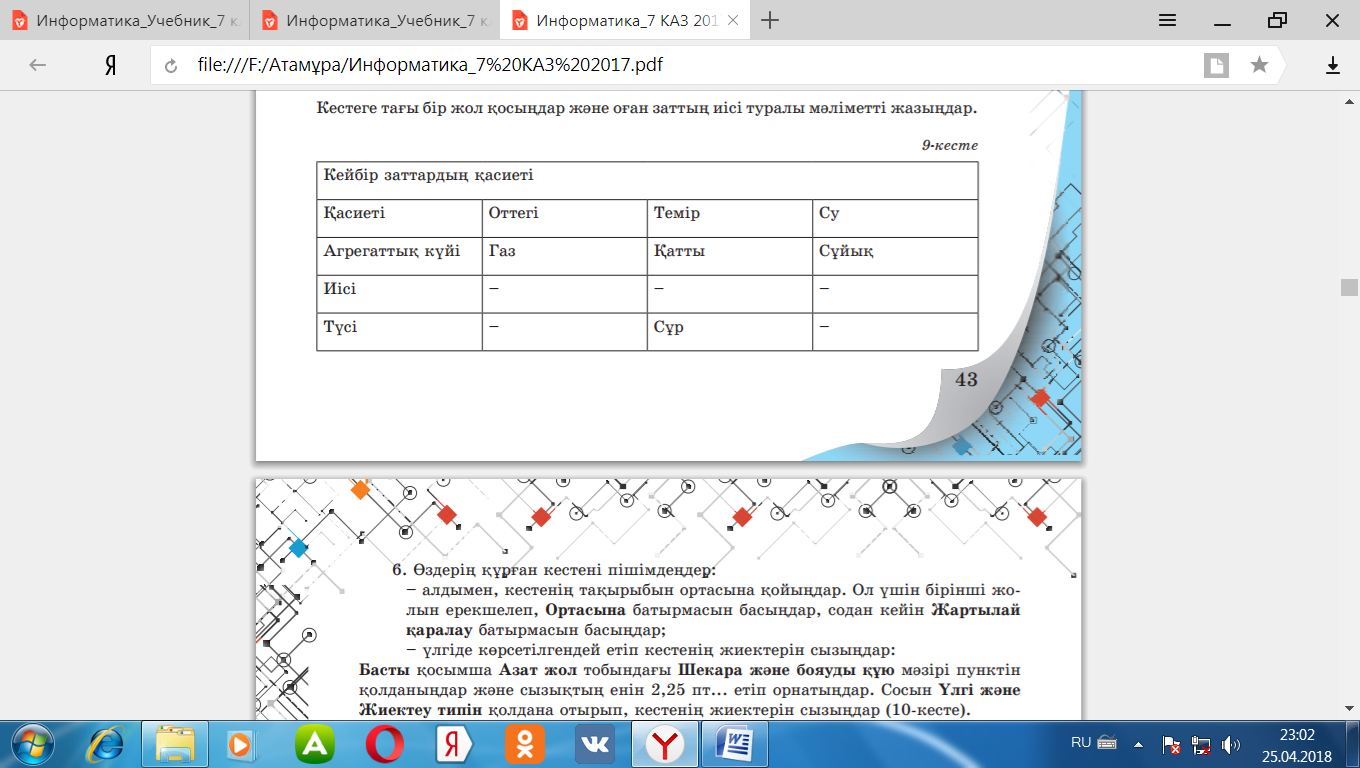 Информатика_Учебник_7 к
Информатика_Учебник_7 к
Информатика_7 КАЗ 201
Я
file:///F:/Атамұра/Информатика_7%20КАЗ%202017.pdf
Кестеге тағы бір жол қосыңдар және оған заттың иісі туралы мәліметті жазыңдар.
9-кесте
Кейбір заттардың қасиеті
Қасиеті Оттегі Темір Су
Агрегаттық күйі Газ Қатты Сұйық
Иісі – – –
Түсі – Сұр –
43
6. Өздерің құрған кестені пішімдеңдер:
– алдымен, кестенің тақырыбын ортасына қойыңдар. Ол үшін бірінші жо-
лын ерекшелеп, Ортасына батырмасын басыңдар, содан кейін Жартылай
қаралау батырмасын басыңдар;
– үлгіде көрсетілгендей етіп кестенің жиектерін сызыңдар:
Басты қосымша Азат жол тобындағы Шекара және бояуды құю мәзірі пунктін
қолданыңдар және сызықтың енін 2,25 пт... етіп орнатыңдар. Сосын Үлгі және
Жиектеу типін қолдана отырып, кестенің жиектерін сызыңдар (10-кесте).
RU
23:02
25.04.2018